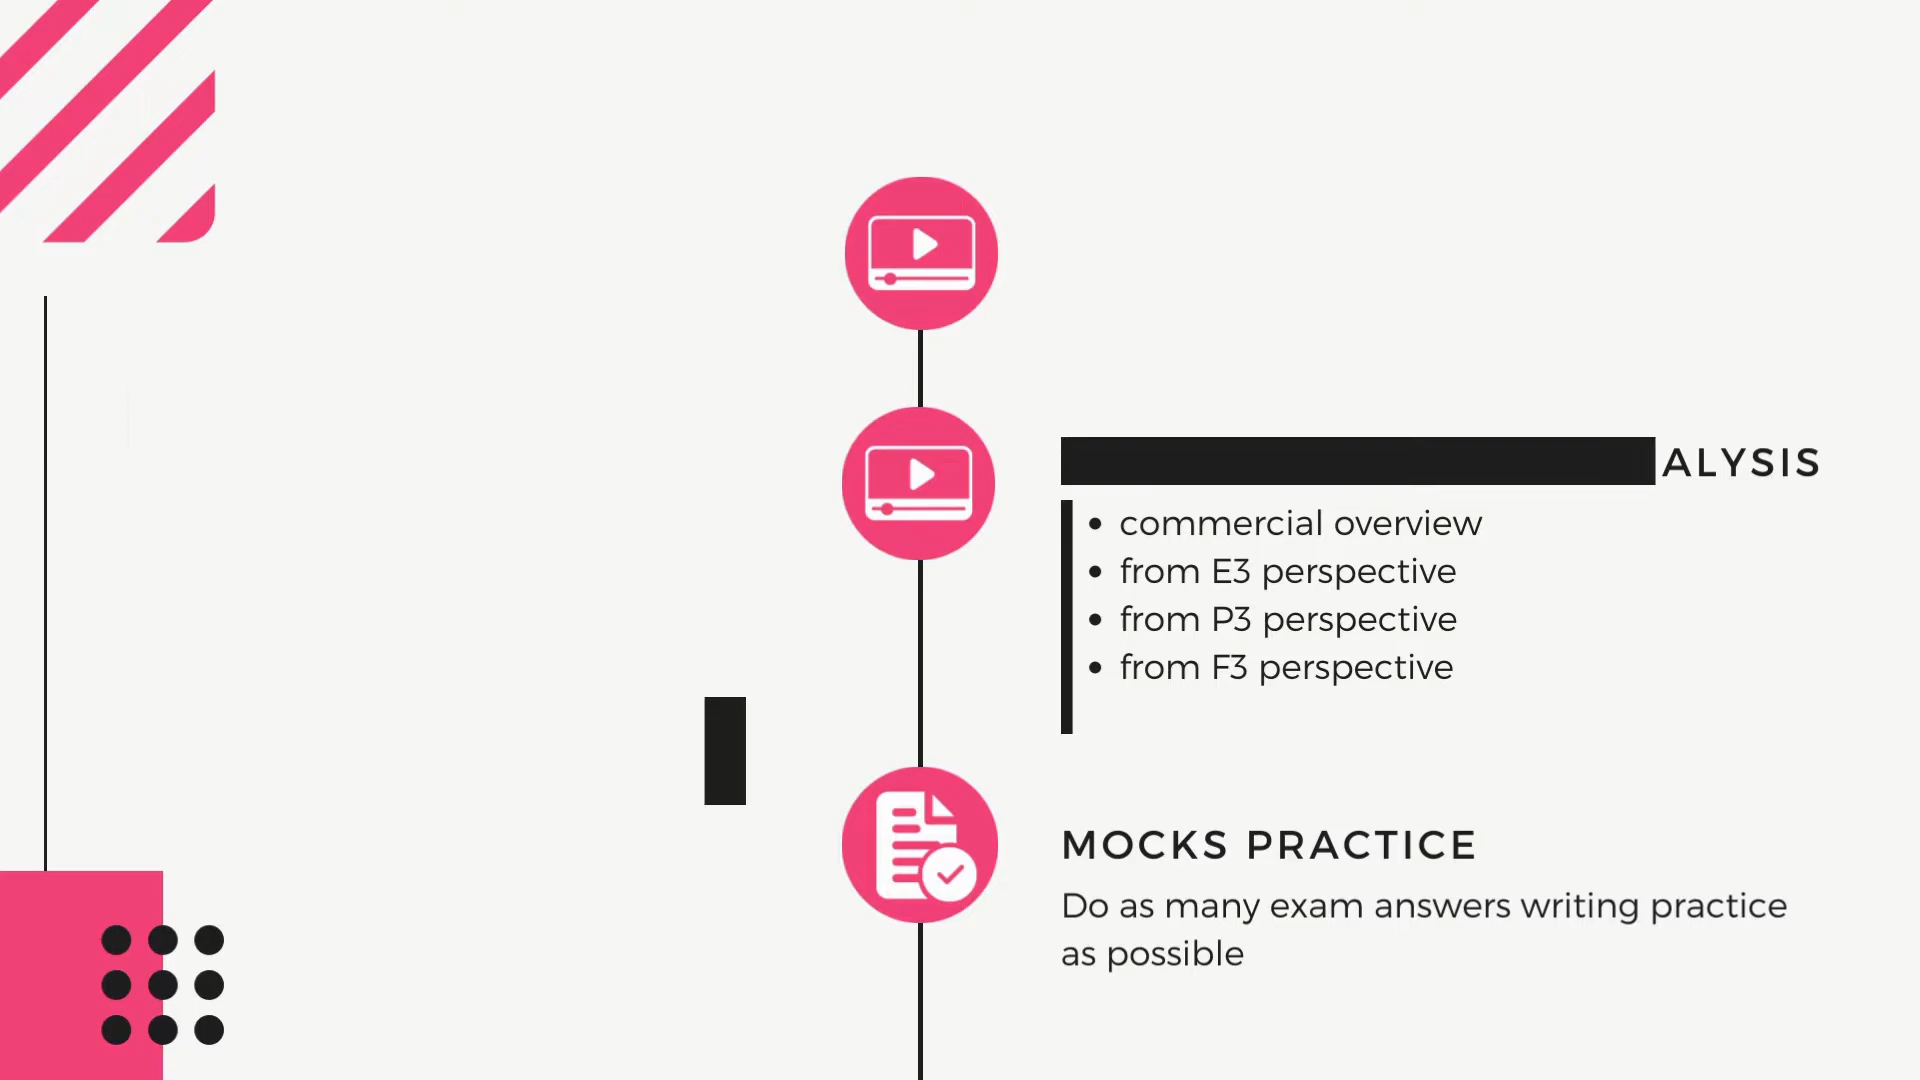 ALYSIS
• commercial overview
• from E3 perspective
• from P3 perspective
• from F3 perspective
MOCKS PRACTICE
Do as many exam answers writing practice
as possible